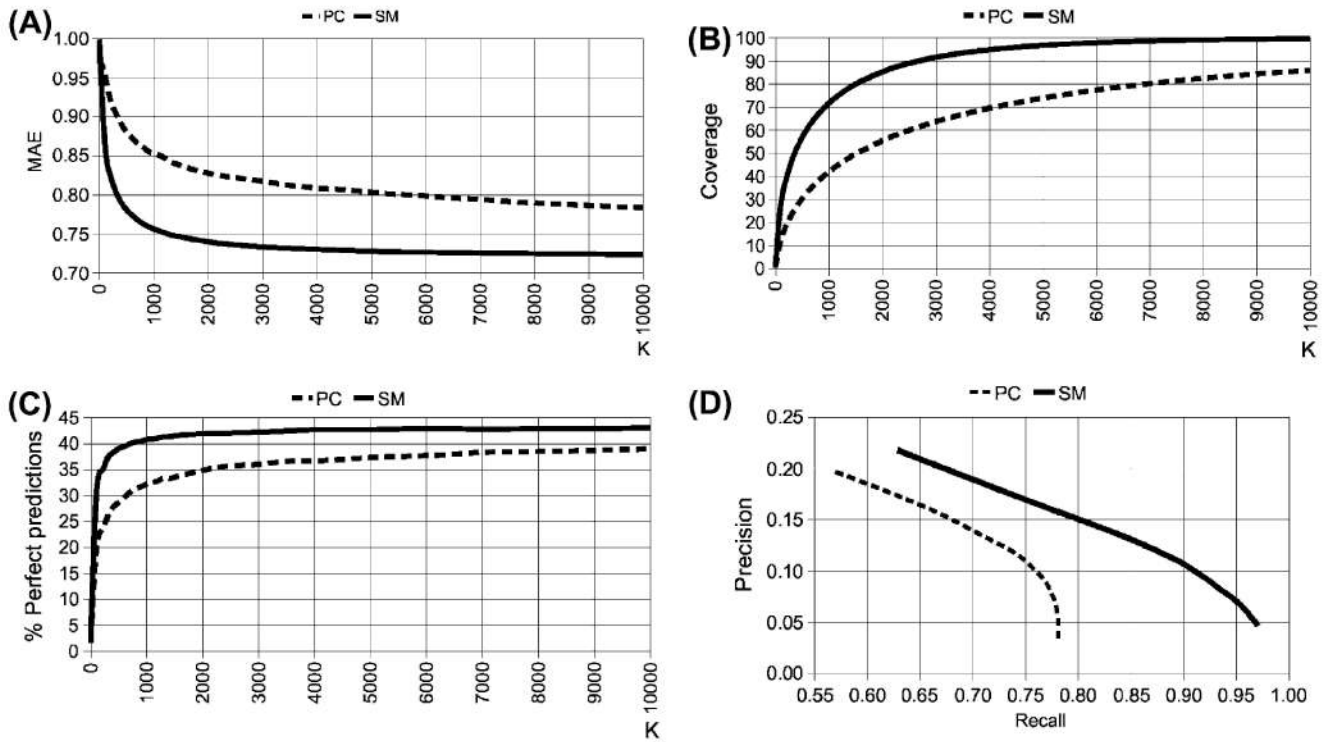 (A)
PC SM
1.00
0.95
0.90
0.85
0.80
0.75
0.70
MAE
0 1000 2000 3000 4000 5000 6000 7000 8000 9000 10000
K
(B)
PC SM
100
90
80
70
60
50
40
30
20
10
0
Coverage
0 1000 2000 3000 4000 5000 6000 7000 8000 9000 10000
K
(C)
PC SM
45
40
35
30
25
20
15
10
5
0
% Perfect predictions
0 1000 2000 3000 4000 5000 6000 7000 8000 9000 10000
K
(D)
PC SM
0.25
0.20
0.15
0.10
0.05
0.00
Precision
0.55 0.60 0.65 0.70 0.75 0.80 0.85 0.90 0.95 1.00
Recall